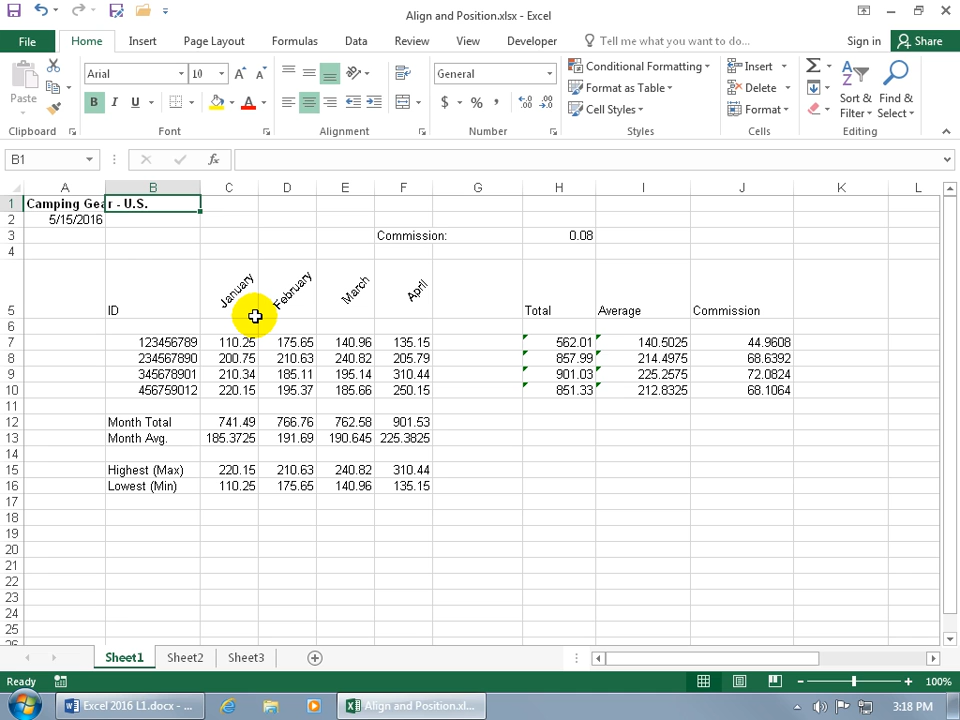 Align and Position.xlsx - Excel
File Home Insert Page Layout Formulas Data Review View Developer Tell me what you want to do... Sign in Share
Paste Arial 10 General Conditional Formatting Insert
Format as Table Delete Sort & Find &
B I U $ % , Cell Styles Format Filter Select
Clipboard Font Alignment Number Styles Cells Editing
B1 fx
A B C D E F G H I J K L
1 Camping Gear - U.S.
2 5/15/2016
3 Commission: 0.08
4
5 ID January February March April Total Average Commission
6
7 123456789 110.25 175.65 140.96 135.15 562.01 140.5025 44.9608
8 234567890 200.75 210.63 240.82 205.79 857.99 214.4975 68.6392
9 345678901 210.34 185.11 195.14 310.44 901.03 225.2575 72.0824
10 456759012 220.15 195.37 185.66 250.15 851.33 212.8325 68.1064
11
12 Month Total 741.49 766.76 762.58 901.53
13 Month Avg. 185.3725 191.69 190.645 225.3825
14
15 Highest (Max) 220.15 210.63 240.82 310.44
16 Lowest (Min) 110.25 175.65 140.96 135.15
17
18
19
20
21
22
23
24
25
26
Sheet1 Sheet2 Sheet3
Ready 100%
Excel 2016 L1.docx - ... Align and Position.xl... 3:18 PM